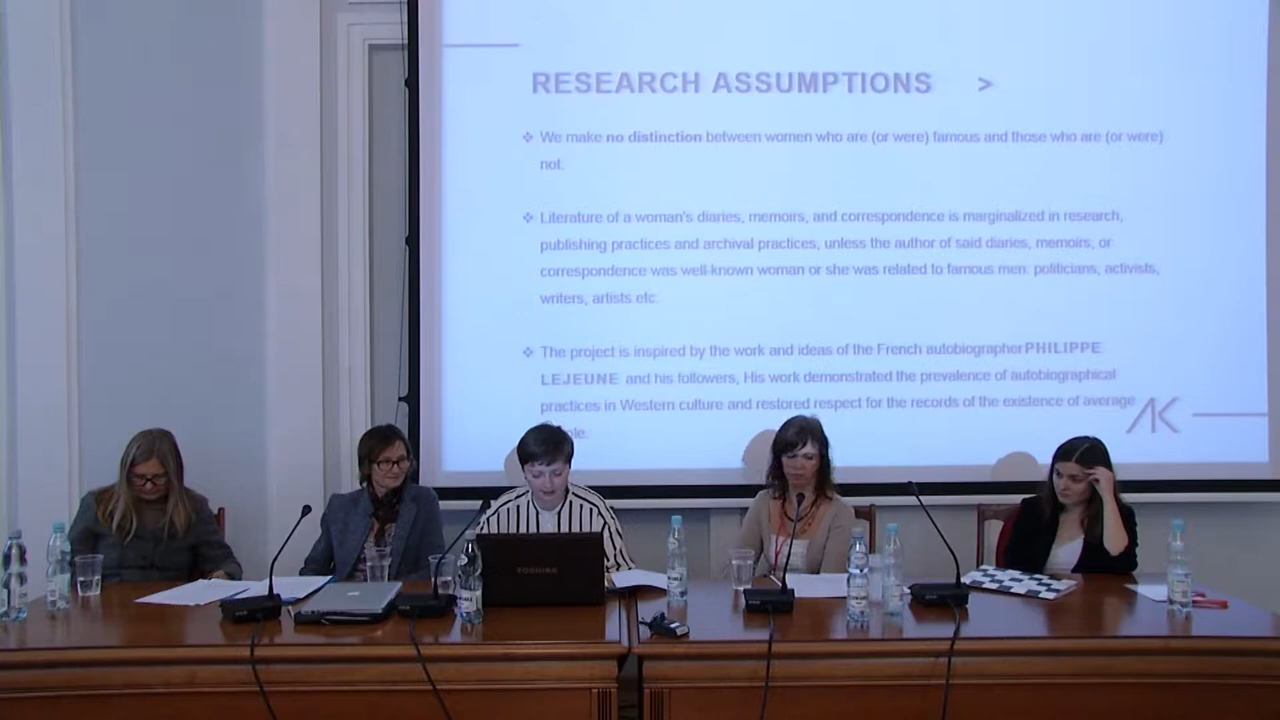 RESEARCH ASSUMPTIONS >
❖ We make no distinction between women who are (or were) famous and those who are (or were)
not.
❖ Literature of a woman's diaries, memoirs, and correspondence is marginalized in research,
publishing practices and archival practices, unless the author of said diaries, memoirs, or
correspondence was well-known woman or she was related to famous men: politicians, activists,
writers, artists etc.
❖ The project is inspired by the work and ideas of the French autobiographer PHILIPPE
LEJEUNE and his followers, His work demonstrated the prevalence of autobiographical
practices in Western culture and restored respect for the records of the existence of average
AK
TOSHIBA